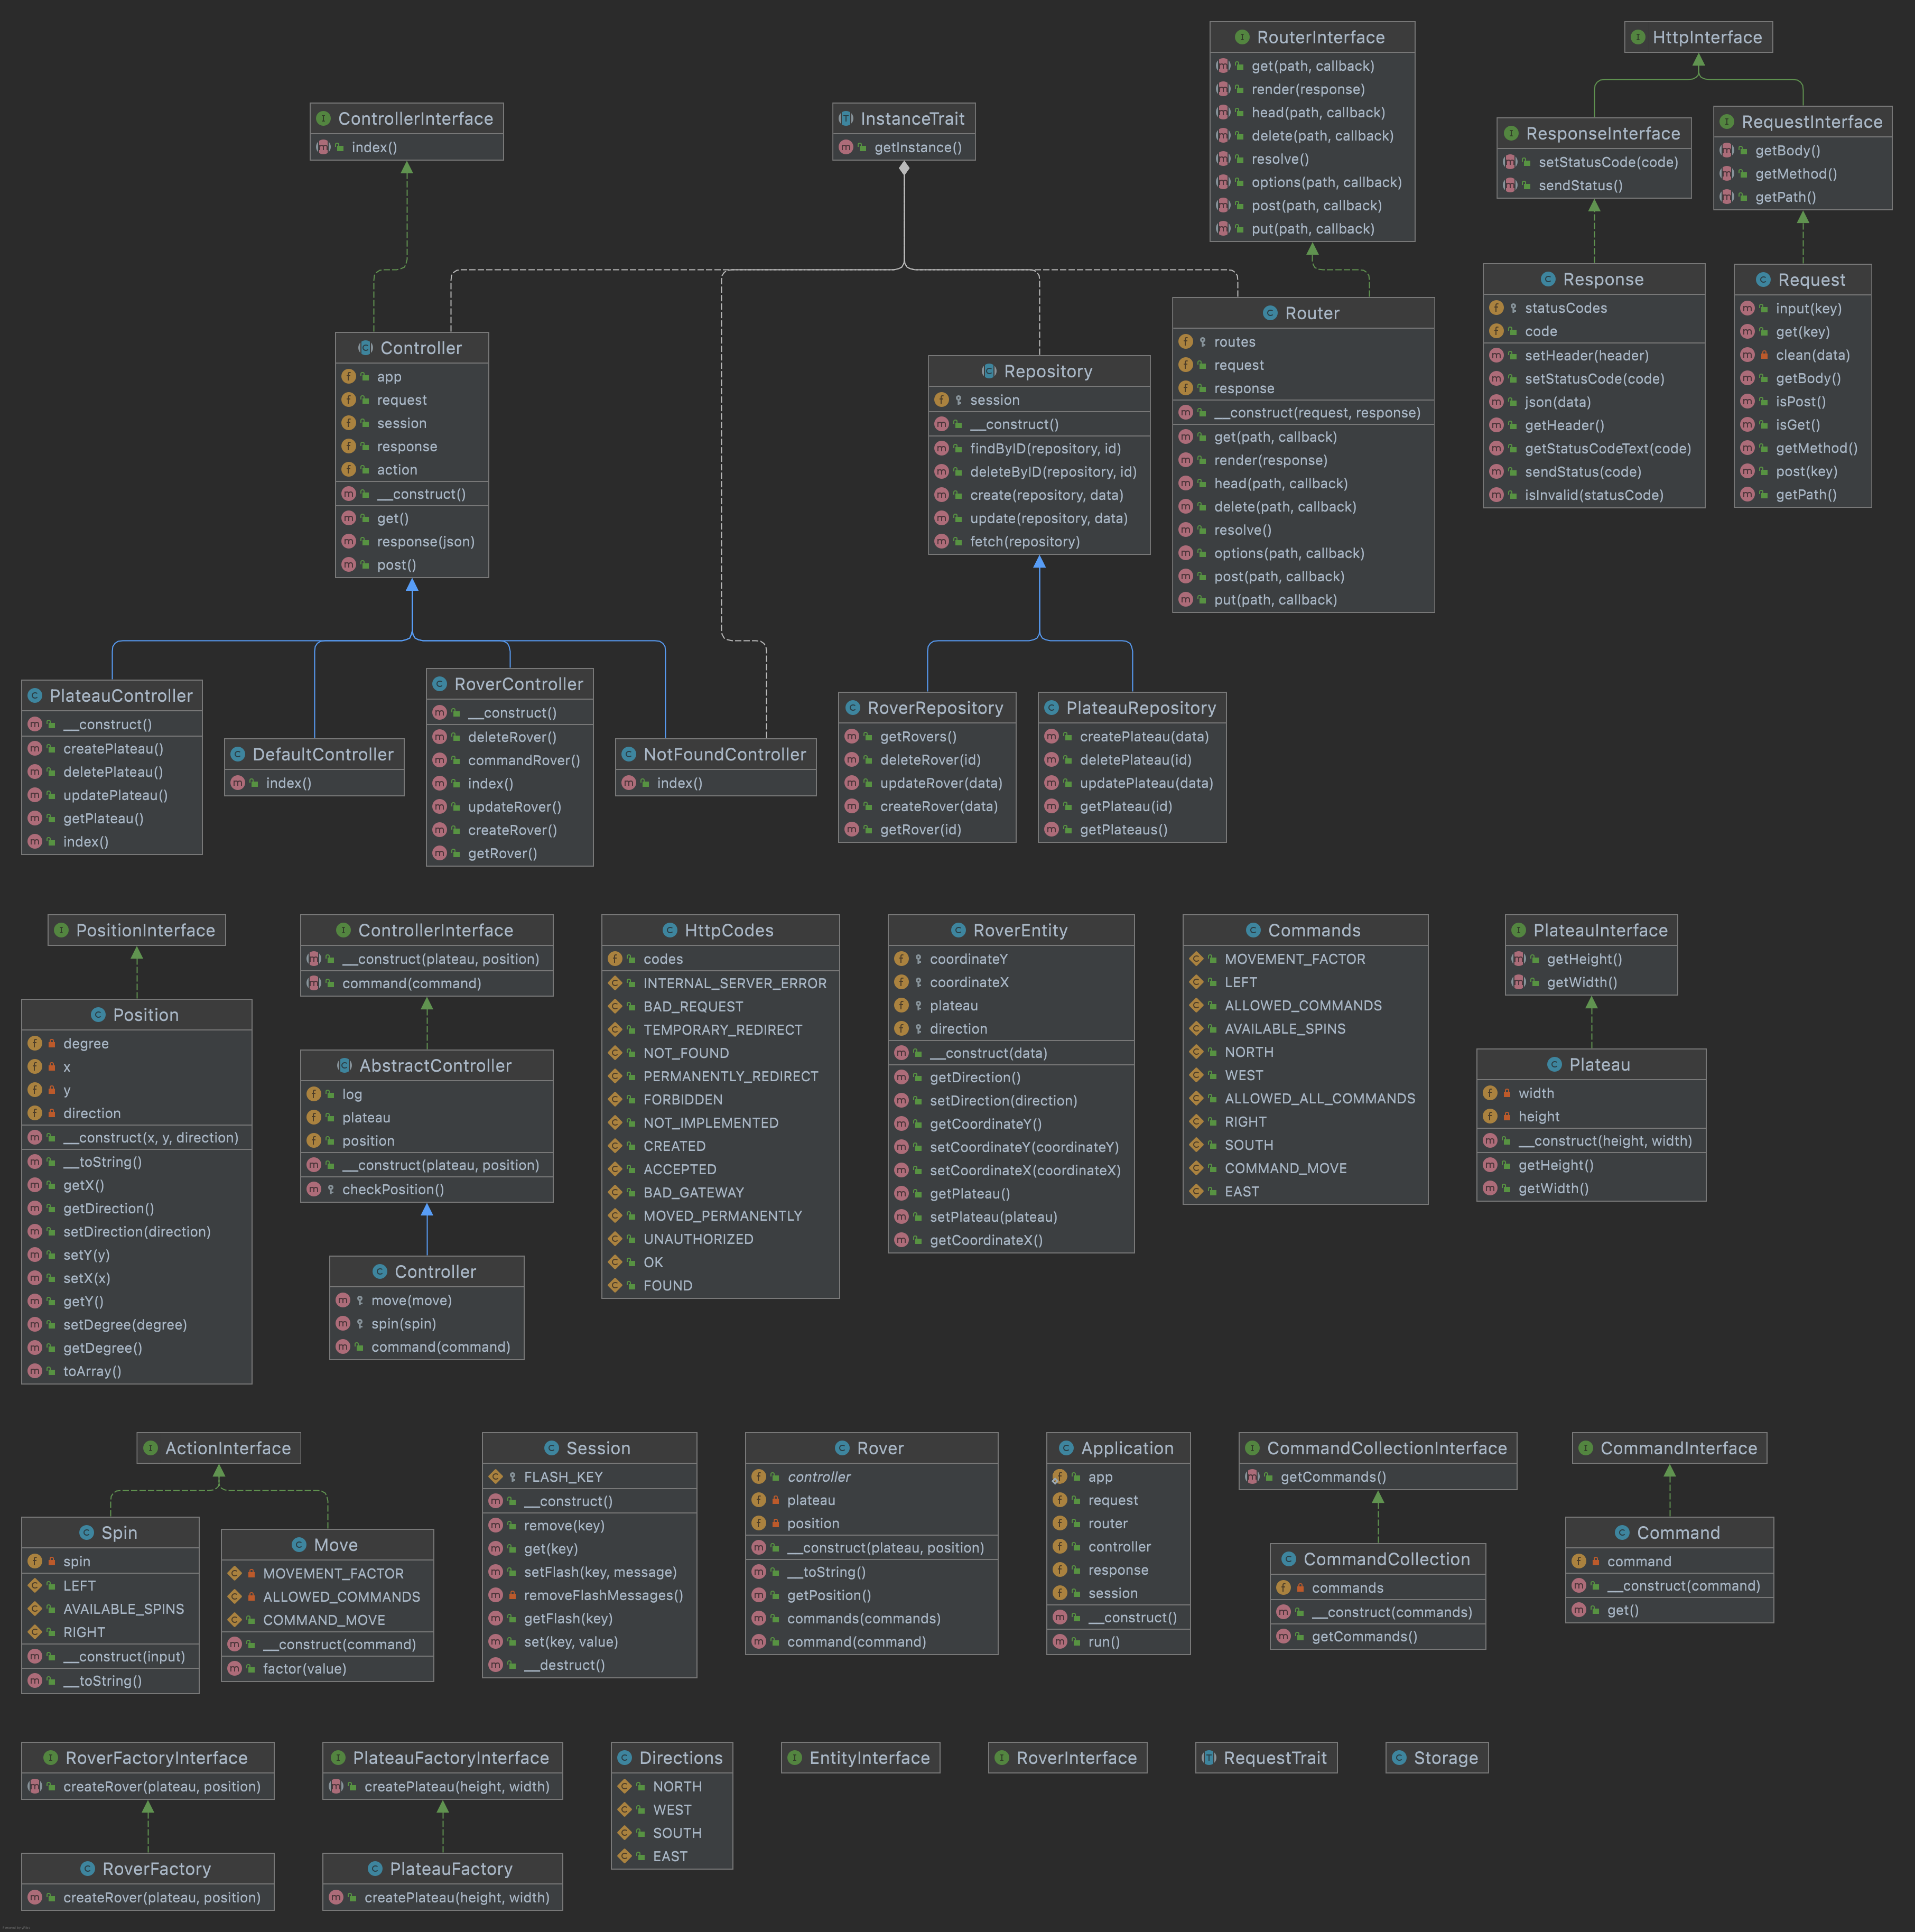 RouterInterface
get(path, callback)
render(response)
head(path, callback)
delete(path, callback)
resolve()
options(path, callback)
post(path, callback)
put(path, callback)
HttpInterface
ControllerInterface
index()
InstanceTrait
getInstance()
ResponseInterface
setStatusCode(code)
sendStatus()
RequestInterface
getBody()
getMethod()
getPath()
Controller
app
request
session
response
action
__construct()
get()
response(json)
post()
Repository
session
__construct()
findByID(repository, id)
deleteByID(repository, id)
create(repository, data)
update(repository, data)
fetch(repository)
Router
routes
request
response
__construct(request, response)
get(path, callback)
render(response)
head(path, callback)
delete(path, callback)
resolve()
options(path, callback)
post(path, callback)
put(path, callback)
Response
statusCodes
code
setHeader(header)
setStatusCode(code)
json(data)
getHeader()
getStatusCodeText(code)
sendStatus(code)
isInvalid(statusCode)
Request
input(key)
get(key)
clean(data)
getBody()
isPost()
isGet()
getMethod()
post(key)
getPath()
PlateauController
__construct()
createPlateau()
deletePlateau()
updatePlateau()
getPlateau()
index()
DefaultController
index()
RoverController
__construct()
deleteRover()
commandRover()
index()
updateRover()
createRover()
getRover()
NotFoundController
index()
RoverRepository
getRovers()
deleteRover(id)
updateRover(data)
createRover(data)
getRover(id)
PlateauRepository
createPlateau(data)
deletePlateau(id)
updatePlateau(data)
getPlateau(id)
getPlateaus()
PositionInterface
Position
degree
x
y
direction
__construct(x, y, direction)
__toString()
getX()
getDirection()
setDirection(direction)
setY(y)
setX(x)
getY()
setDegree(degree)
getDegree()
toArray()
ControllerInterface
__construct(plateau, position)
command(command)
AbstractController
log
plateau
position
__construct(plateau, position)
checkPosition()
Controller
move(move)
spin(spin)
command(command)
HttpCodes
codes
INTERNAL_SERVER_ERROR
BAD_REQUEST
TEMPORARY_REDIRECT
NOT_FOUND
PERMANENTLY_REDIRECT
FORBIDDEN
NOT_IMPLEMENTED
CREATED
ACCEPTED
BAD_GATEWAY
MOVED_PERMANENTLY
UNAUTHORIZED
OK
FOUND
RoverEntity
coordinateY
coordinateX
plateau
direction
__construct(data)
getDirection()
setDirection(direction)
getCoordinateY()
setCoordinateY(coordinateY)
setCoordinateX(coordinateX)
getPlateau()
setPlateau(plateau)
getCoordinateX()
Commands
MOVEMENT_FACTOR
LEFT
ALLOWED_COMMANDS
AVAILABLE_SPINS
NORTH
WEST
ALLOWED_ALL_COMMANDS
RIGHT
SOUTH
COMMAND_MOVE
EAST
PlateauInterface
getHeight()
getWidth()
Plateau
width
height
__construct(height, width)
getHeight()
getWidth()
ActionInterface
Spin
spin
LEFT
AVAILABLE_SPINS
RIGHT
__construct(input)
__toString()
Move
MOVEMENT_FACTOR
ALLOWED_COMMANDS
COMMAND_MOVE
__construct(command)
factor(value)
Session
FLASH_KEY
__construct()
remove(key)
get(key)
setFlash(key, message)
removeFlashMessages()
getFlash(key)
set(key, value)
__destruct()
Rover
controller
plateau
position
__construct(plateau, position)
__toString()
getPosition()
commands(commands)
command(command)
Application
app
request
router
controller
response
session
__construct()
run()
CommandCollectionInterface
getCommands()
CommandCollection
commands
__construct(commands)
getCommands()
CommandInterface
Command
command
__construct(command)
get()
RoverFactoryInterface
createRover(plateau, position)
RoverFactory
createRover(plateau, position)
PlateauFactoryInterface
createPlateau(height, width)
PlateauFactory
createPlateau(height, width)
Directions
NORTH
WEST
SOUTH
EAST
EntityInterface
RoverInterface
RequestTrait
Storage